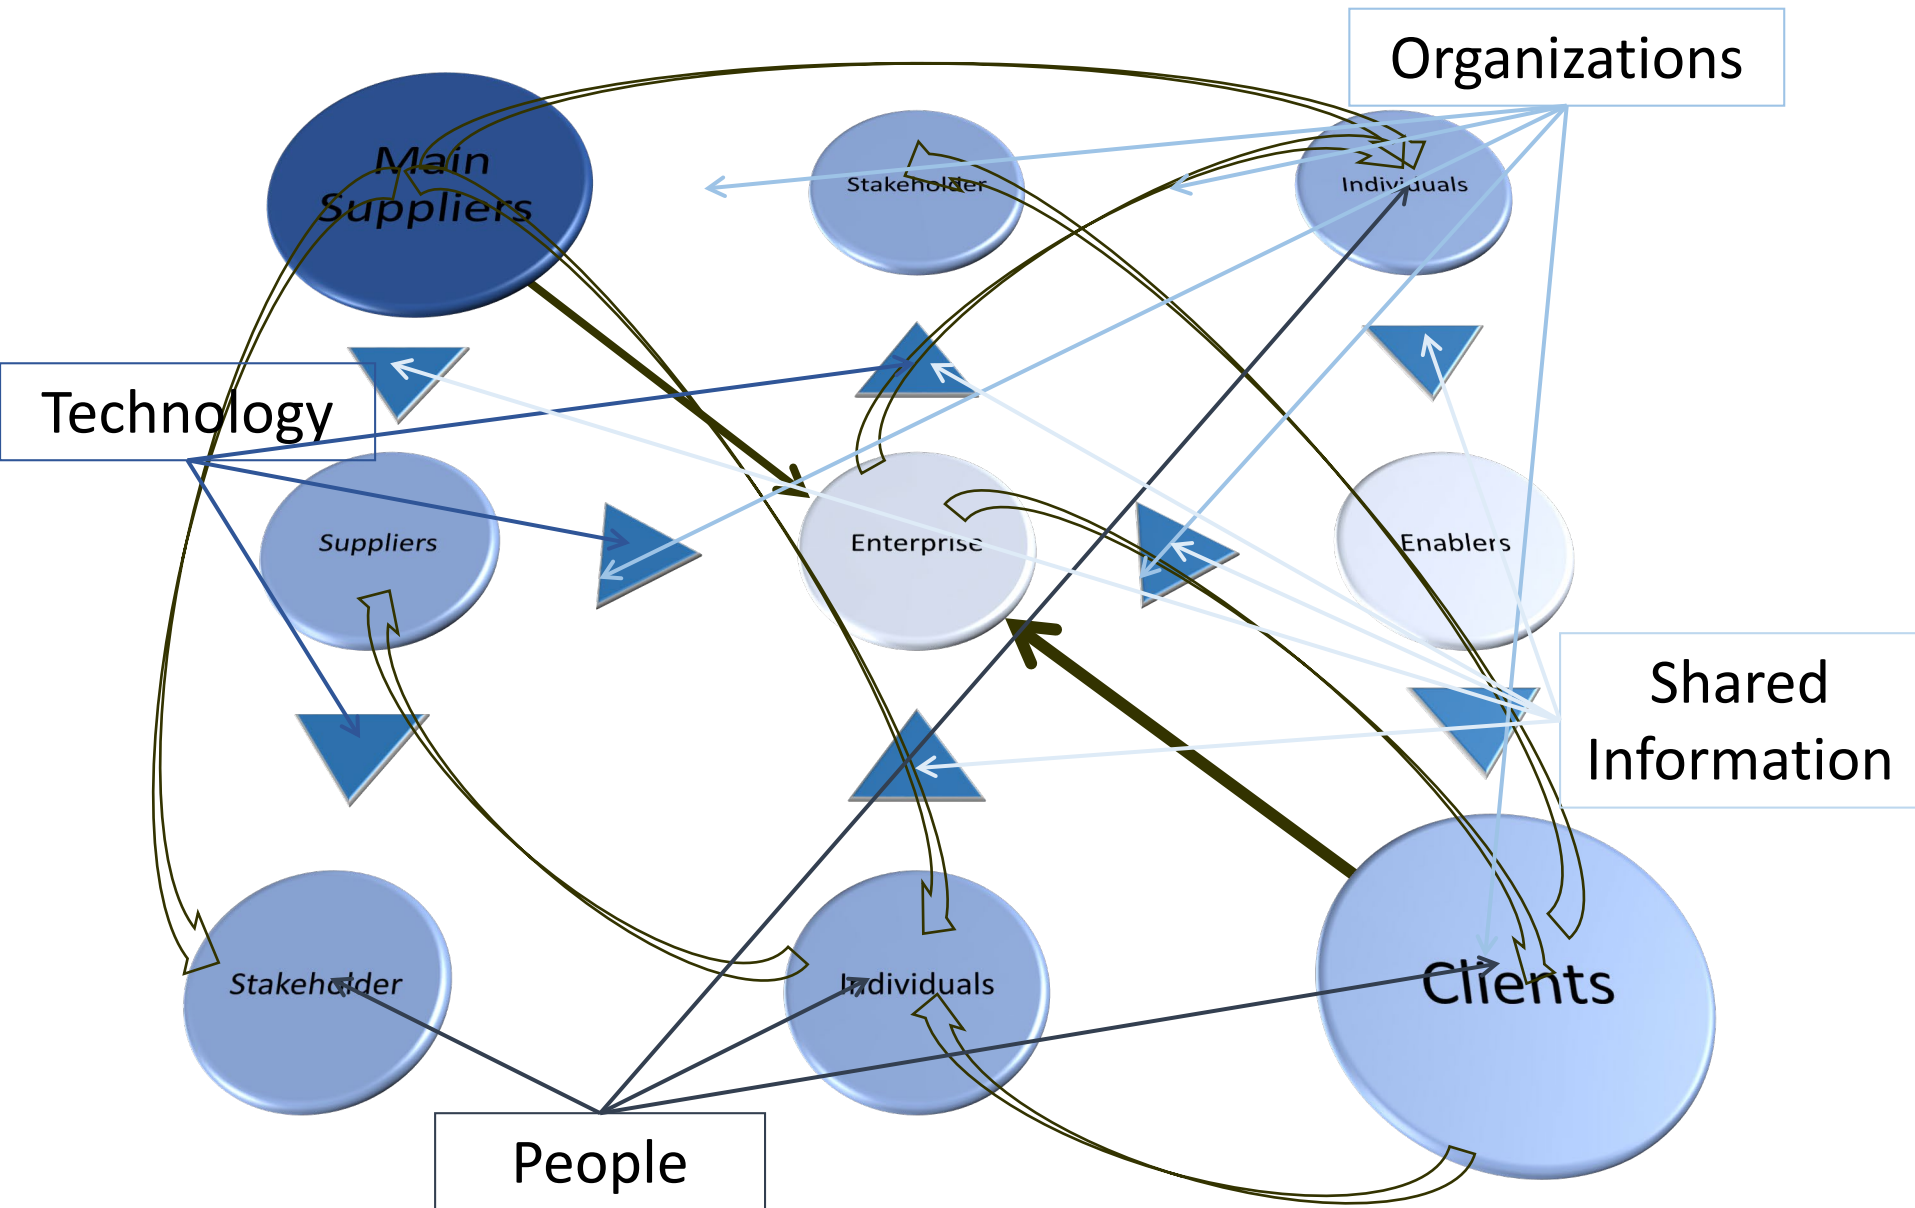 Organizations
Main
Suppliers
Stakeholder
Individuals
Technology
Suppliers
Enterprise
Enablers
Shared
Information
Stakeholder
Individuals
Clients
People